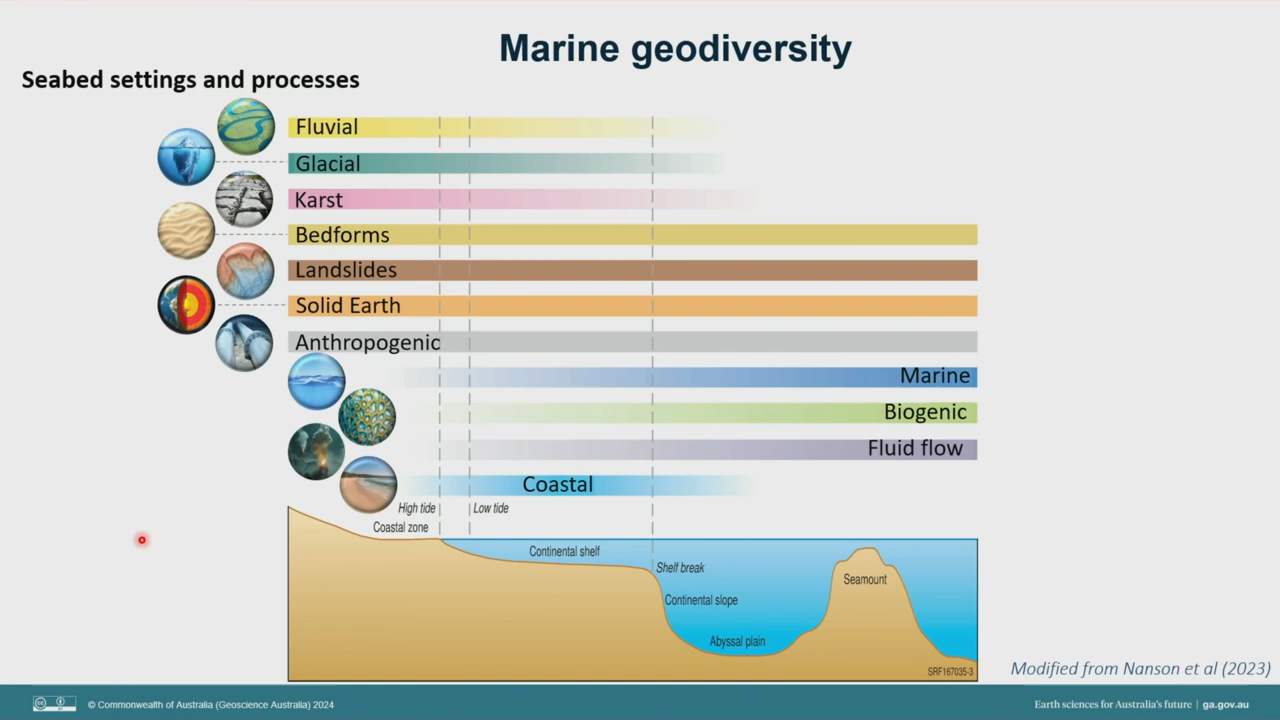 Marine geodiversity
Seabed settings and processes
Fluvial
Glacial
Karst
Bedforms
Landslides
Solid Earth
Anthropogenic
Marine
Biogenic
Fluid flow
Coastal
High tide
Low tide
Coastal zone
Continental shelf
Shelf break
Continental slope
Seamount
Abyssal plain
SRF167035-3
Modified from Nanson et al (2023)
© Commonwealth of Australia (Geoscience Australia) 2024
Earth sciences for Australia's future | ga.gov.au